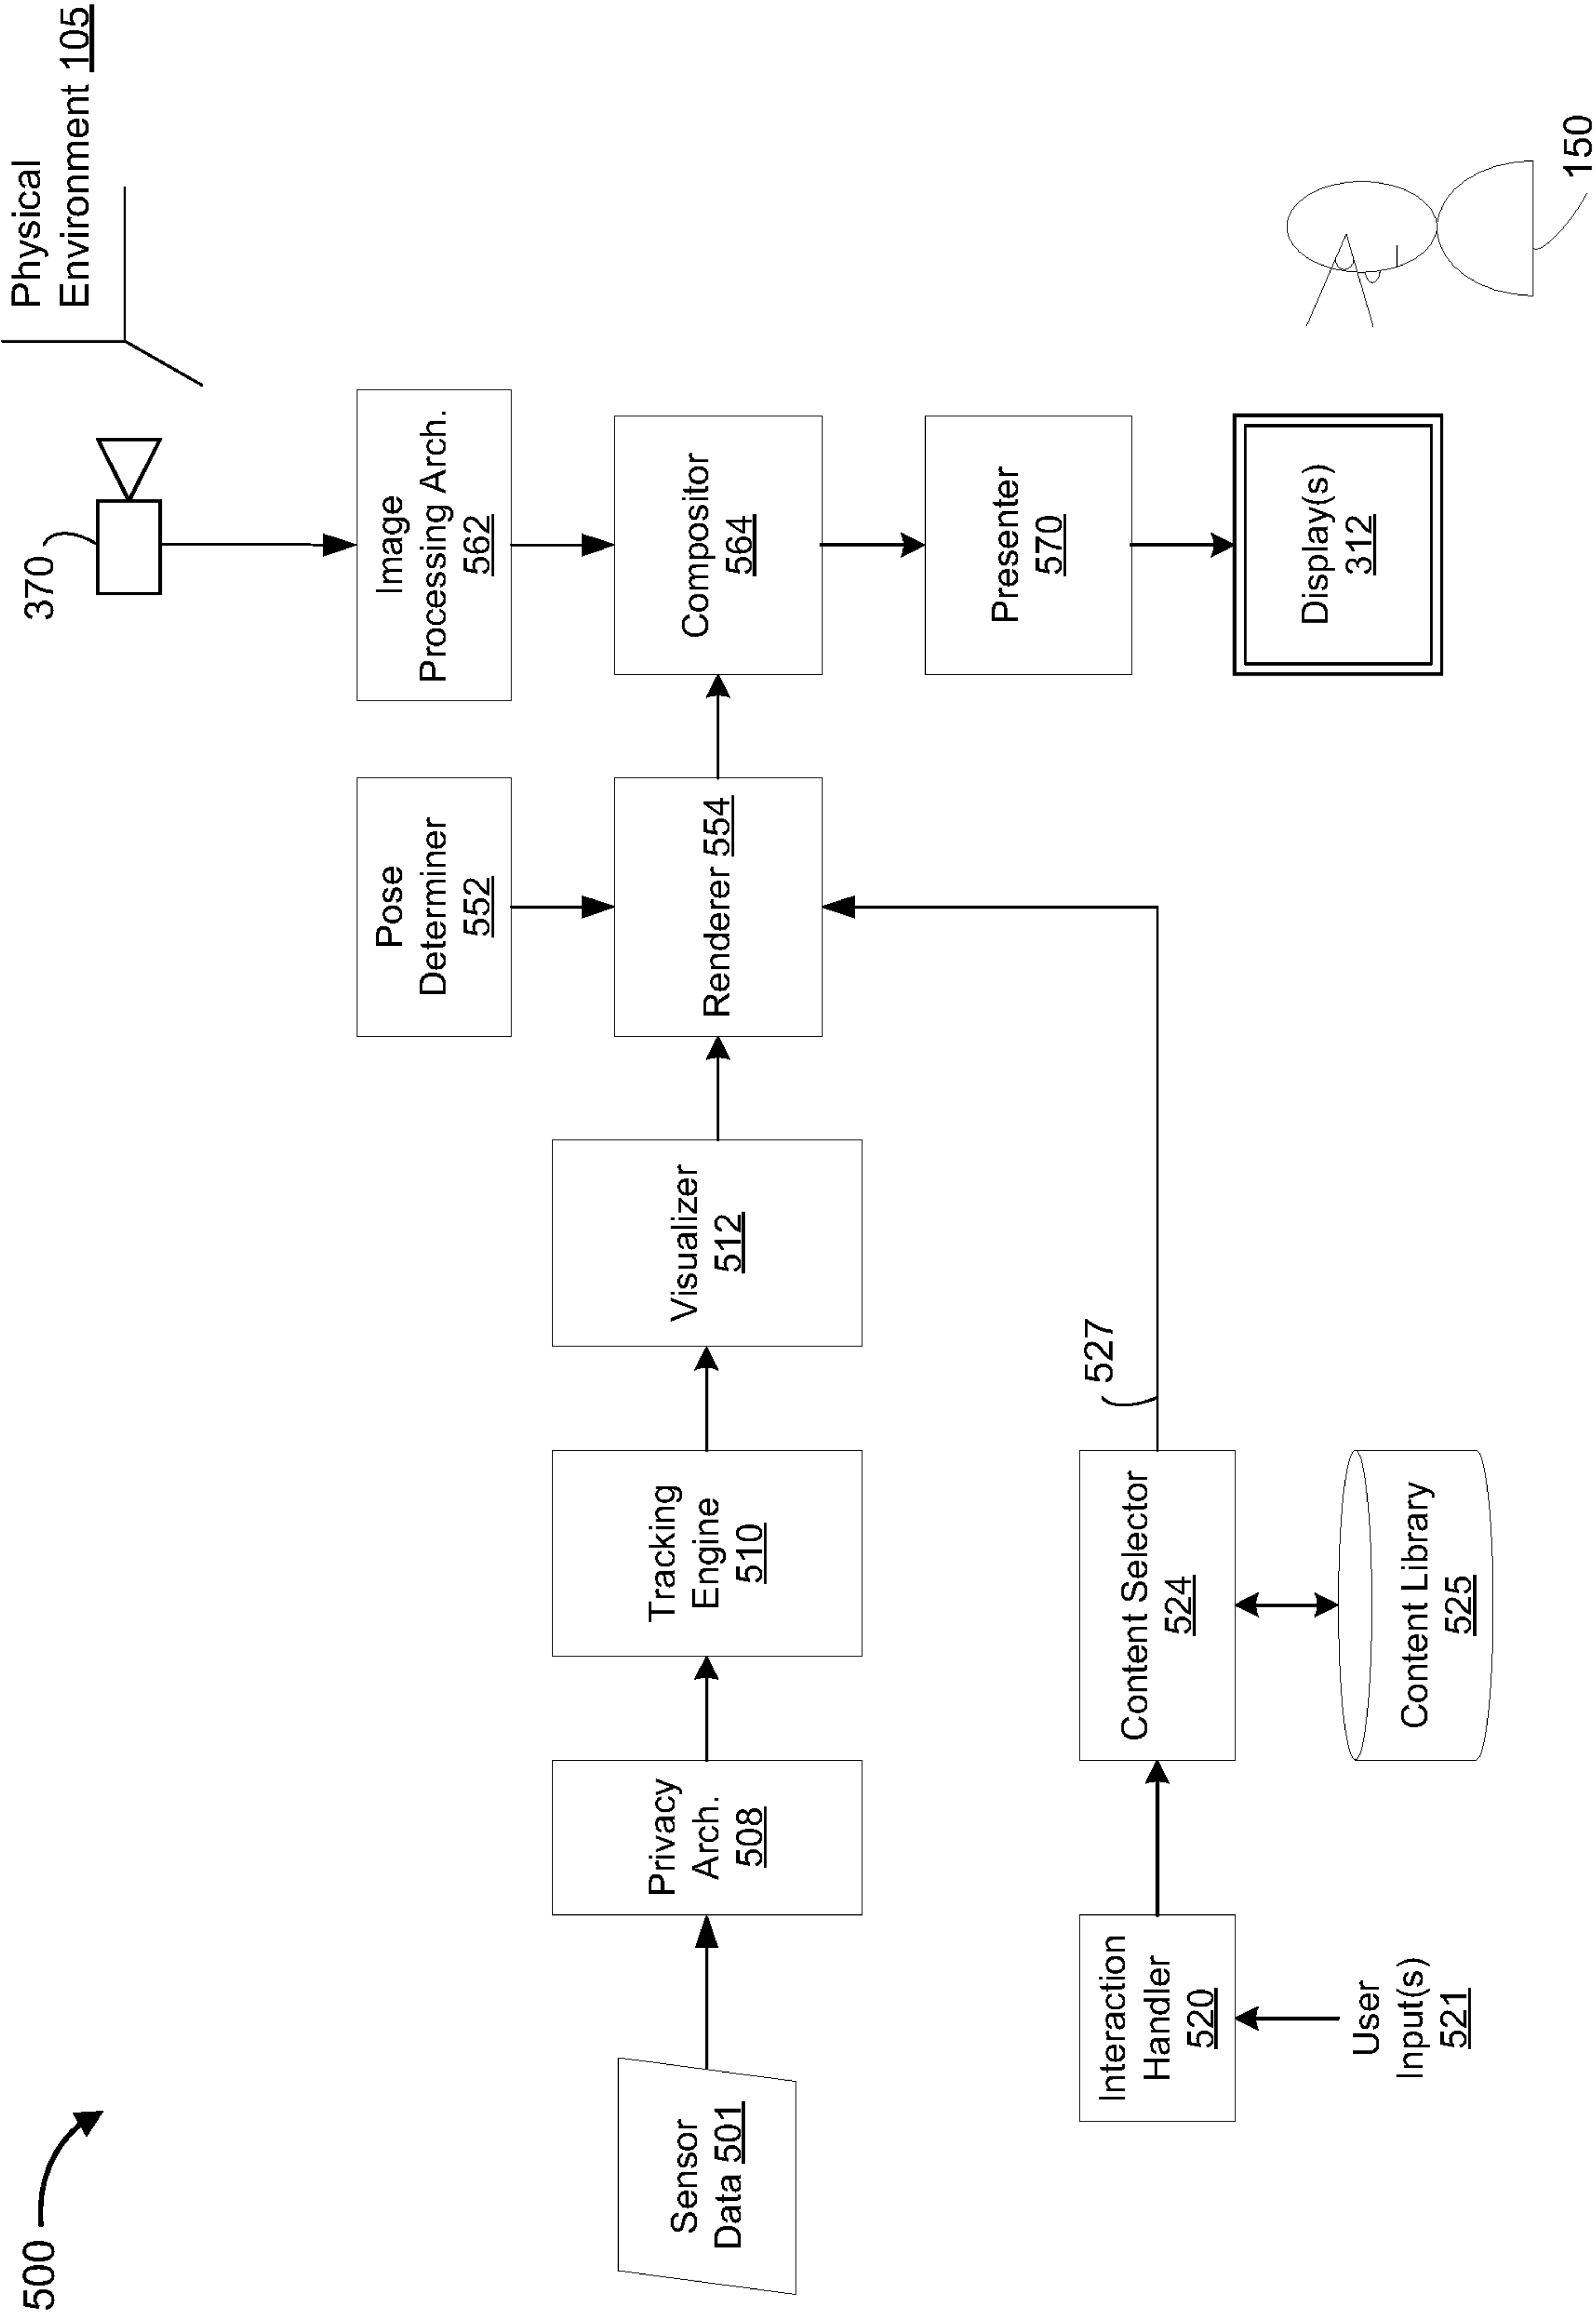 500
370
Physical
Environment 105
Pose
Determiner
552
Image
Processing Arch.
562
Sensor
Data 501
Privacy
Arch.
508
Tracking
Engine
510
Visualizer
512
Renderer 554
Compositor
564
Presenter
570
527
Interaction
Handler
520
Content Selector
524
Display(s)
312
User
Input(s)
521
Content Library
525
150